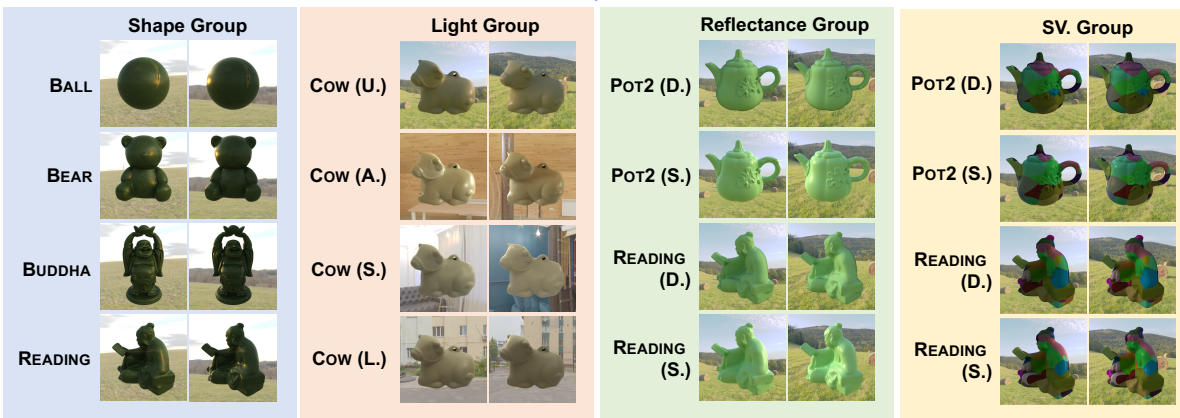 Shape Group
BALL
BEAR
BUDDHA
READING
Light Group
COW (U.)
COW (A.)
COW (S.)
COW (L.)
Reflectance Group
POT2 (D.)
POT2 (S.)
READING
(D.)
READING
(S.)
SV. Group
POT2 (D.)
POT2 (S.)
READING
(D.)
READING
(S.)